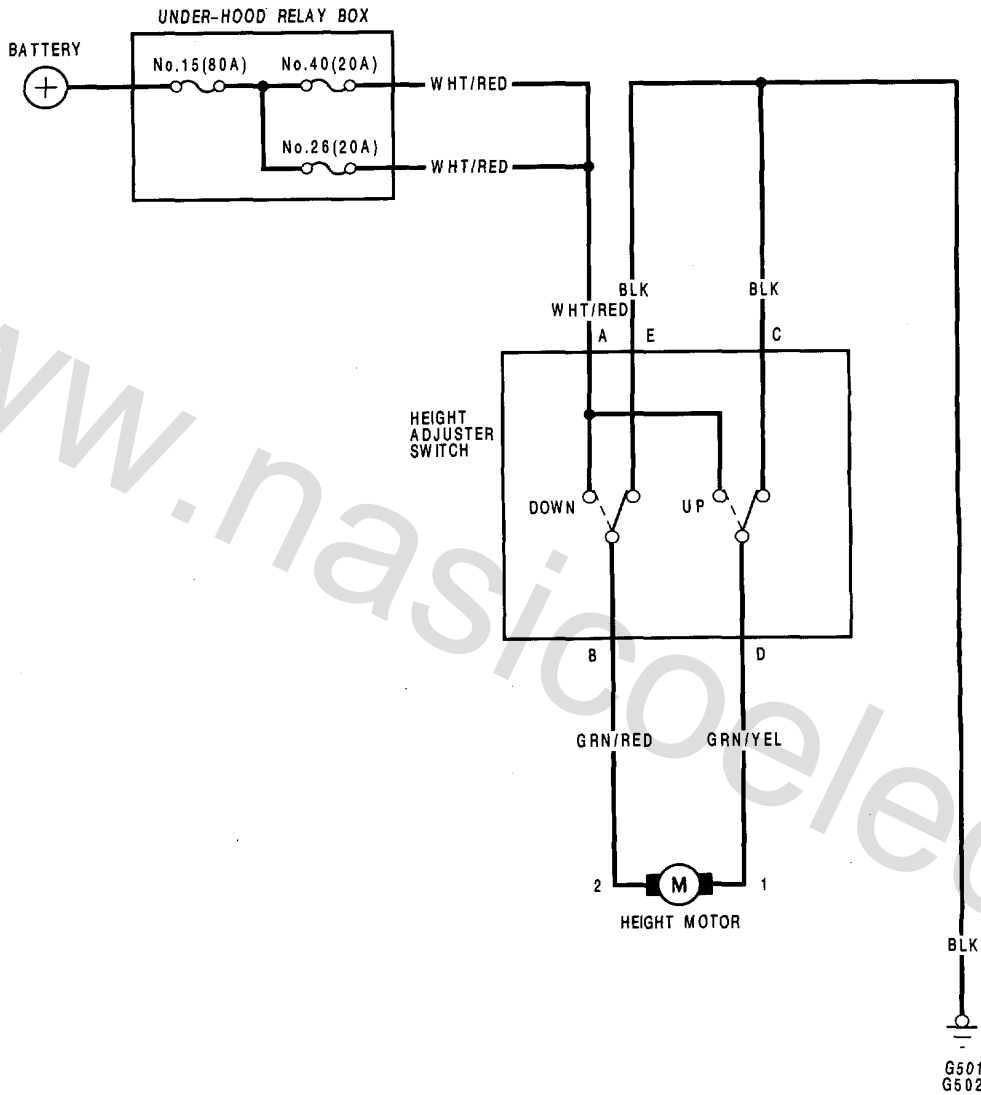 UNDER-HOOD RELAY BOX
BATTERY
No.15(80A)
No.40(20A)
WHT/RED
No.26(20A)
WHT/RED
BLK
BLK
WHT/RED
A
E
C
HEIGHT
ADJUSTER
SWITCH
DOWN
UP
B
D
GRN/RED
GRN/YEL
2
M
1
HEIGHT MOTOR
BLK
G501
G502